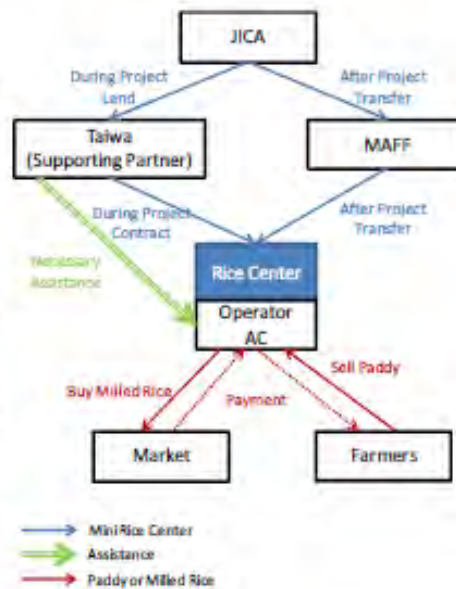 JICA
During Project
Lend
After Project
Transfer
Taiwa
(Supporting Partner)
MAFF
During Project
Contract
After Project
Transfer
Necessary
Assistance
Rice Center
Operator
AC
Buy Milled Rice
Payment
Sell Paddy
Market
Farmers
Mini Rice Center
Assistance
Paddy or Milled Rice